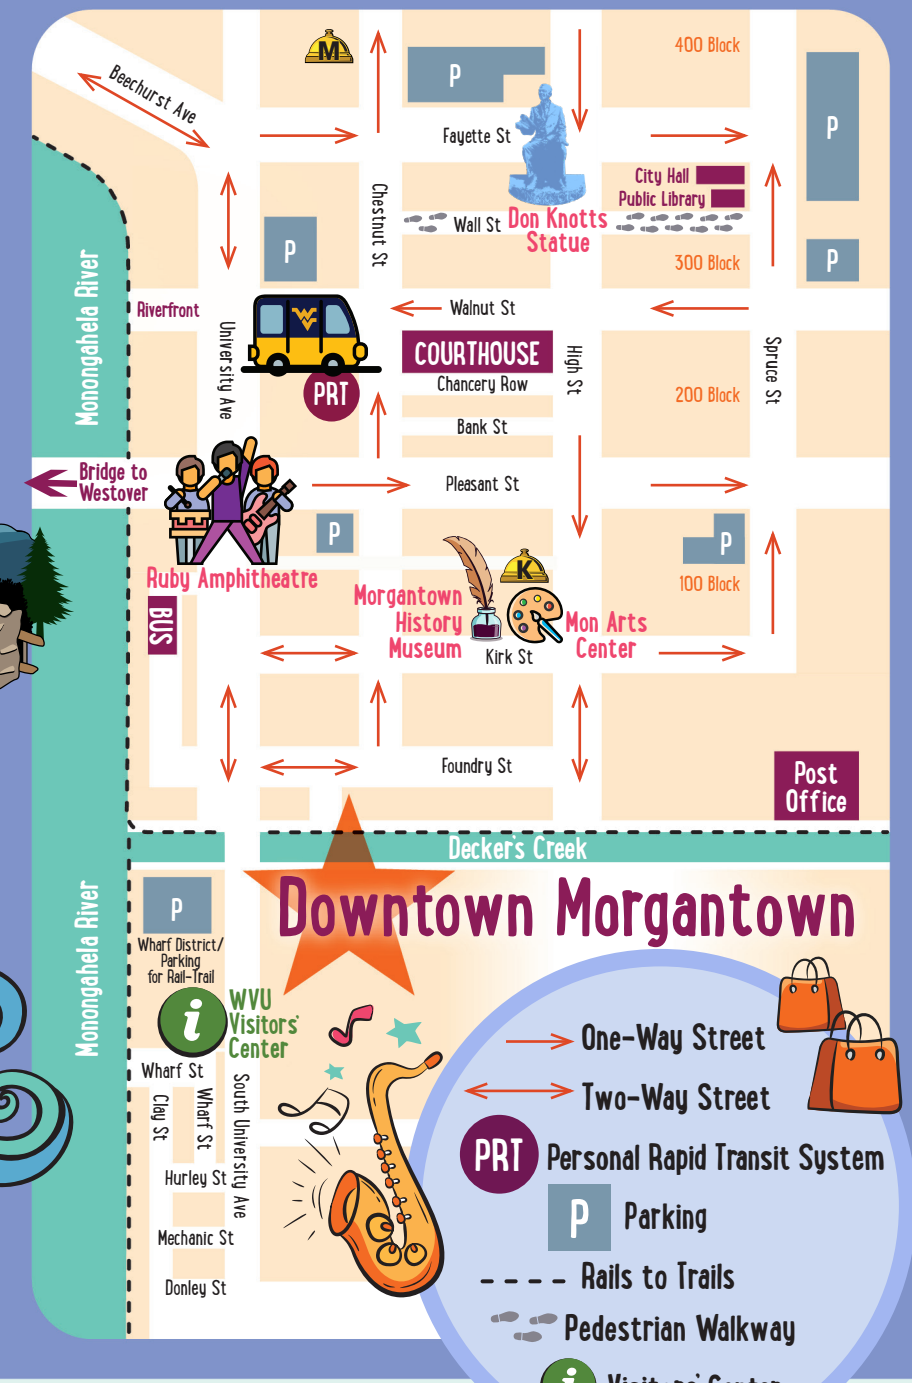 M
P
400 Block
Beechurst Ave
P
Fayette St
City Hall
Public Library
Chestnut St
Wall St
Don Knotts
Statue
P
300 Block
P
Monongahela River
Riverfront
Walnut St
University Ave
WV
COURTHOUSE
Chancery Row
High St
Spruce St
PRT
200 Block
Bank St
Bridge to
Westover
Pleasant St
P
P
Ruby Amphitheatre
K
100 Block
Morgantown
History
Museum
Mon Arts
Center
BUS
Kirk St
Foundry St
Post
Office
Decker's Creek
Downtown Morgantown
Monongahela River
P
Wharf District/
Parking
for Rail-Trail
i
WVU
Visitors'
Center
Wharf St
Clay St
Wharf St
South University Ave
Hurley St
Mechanic St
Donley St
One-Way Street
Two-Way Street
PRT Personal Rapid Transit System
P Parking
Rails to Trails
Pedestrian Walkway
i Visitors' Center